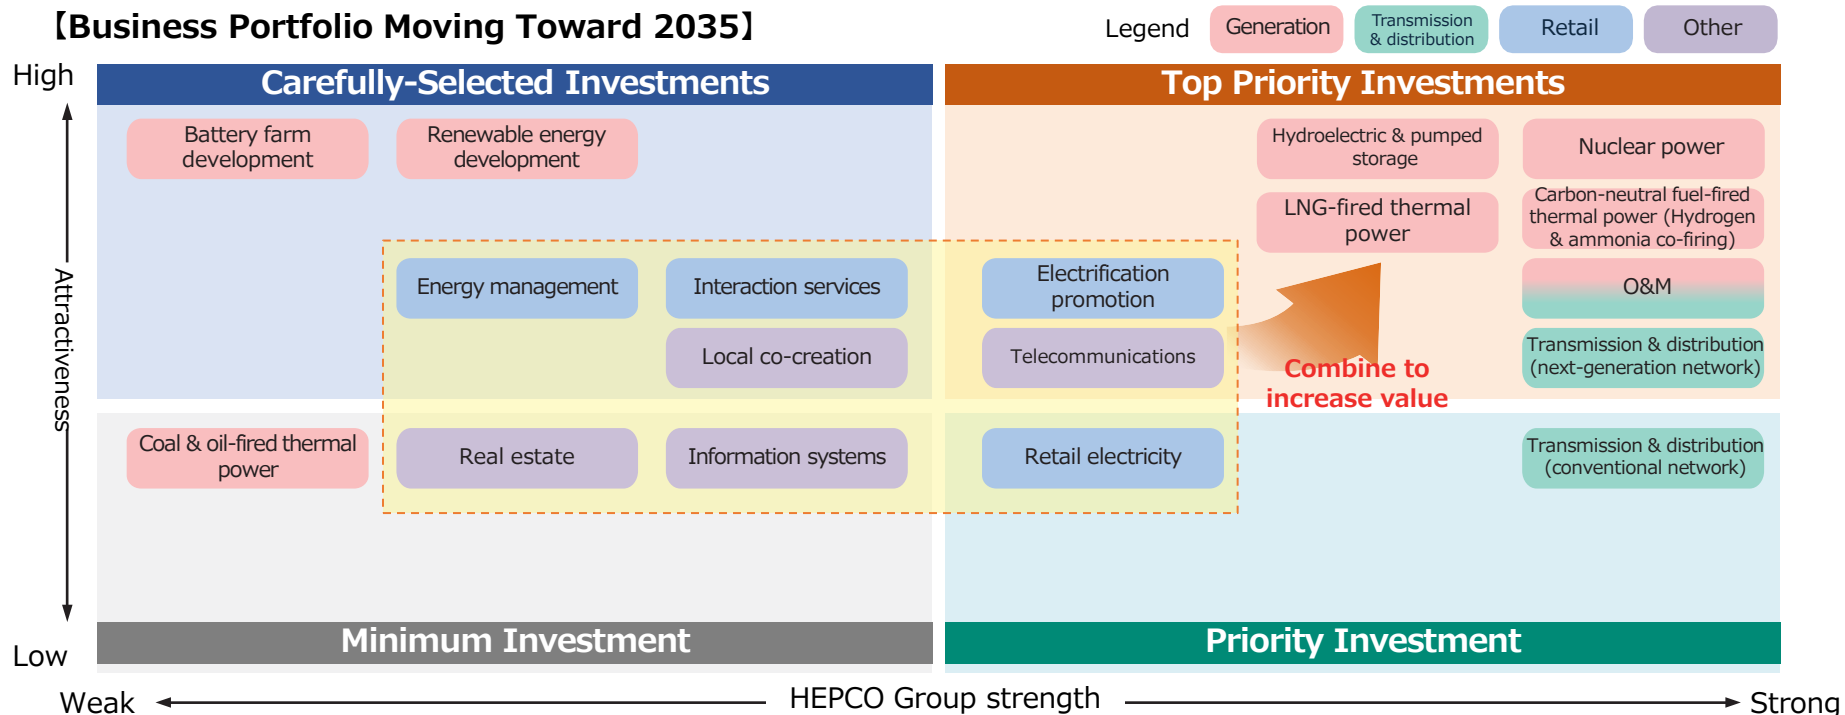 【Business Portfolio Moving Toward 2035】
Legend
Generation
Transmission
& distribution
Retail
Other
High
Attractiveness
Low
Carefully-Selected Investments
Battery farm
development
Renewable energy
development
Energy management
Interaction services
Local co-creation
Top Priority Investments
Hydroelectric & pumped
storage
Nuclear power
LNG-fired thermal
power
Carbon-neutral fuel-fired
thermal power (Hydrogen
& ammonia co-firing)
Electrification
promotion
O&M
Telecommunications
Transmission & distribution
(next-generation network)
Combine to
increase value
Coal & oil-fired thermal
power
Real estate
Information systems
Minimum Investment
Retail electricity
Transmission & distribution
(conventional network)
Priority Investment
Weak
HEPCO Group strength
Strong